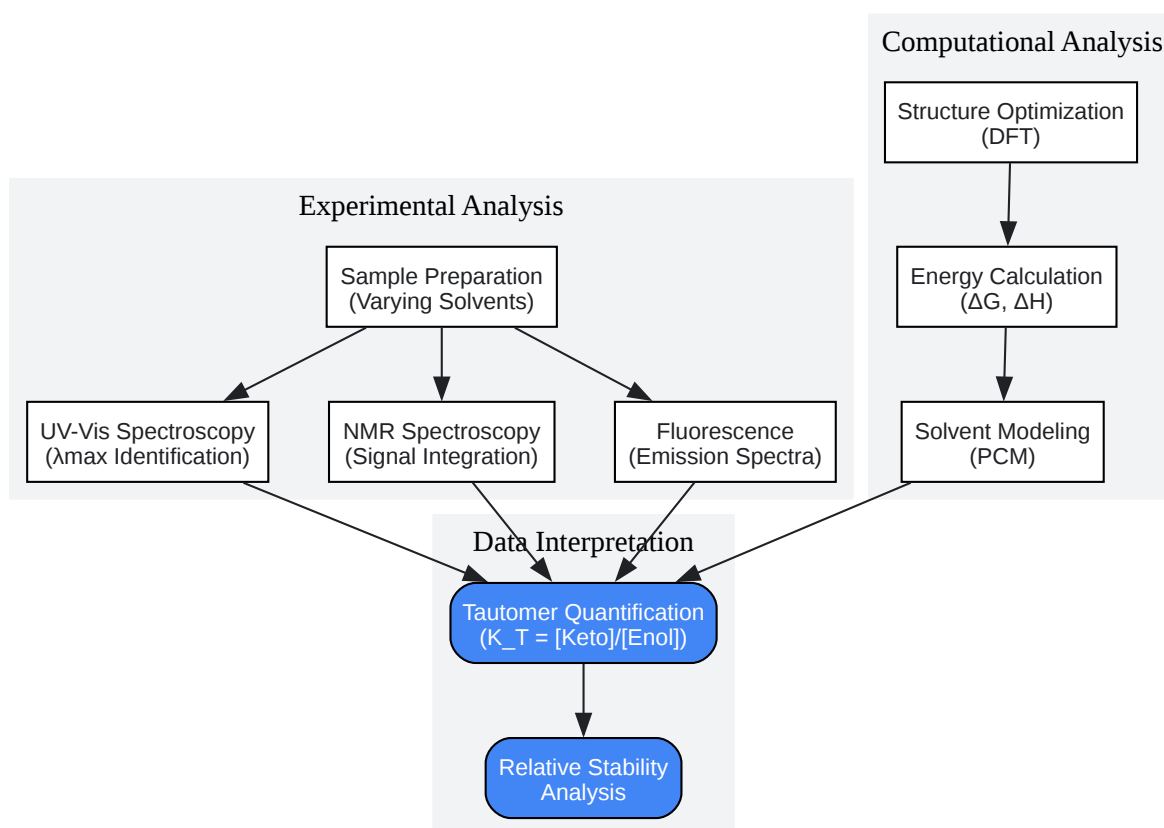 Computational Analysis
Structure Optimization
(DFT)
Energy Calculation
(ΔG, ΔH)
Solvent Modeling
(PCM)
Experimental Analysis
Sample Preparation
(Varying Solvents)
UV-Vis Spectroscopy
(λmax Identification)
NMR Spectroscopy
(Signal Integration)
Fluorescence
(Emission Spectra)
Data Interpretation
Tautomer Quantification
(K_T = [Keto]/[Enol])
Relative Stability
Analysis